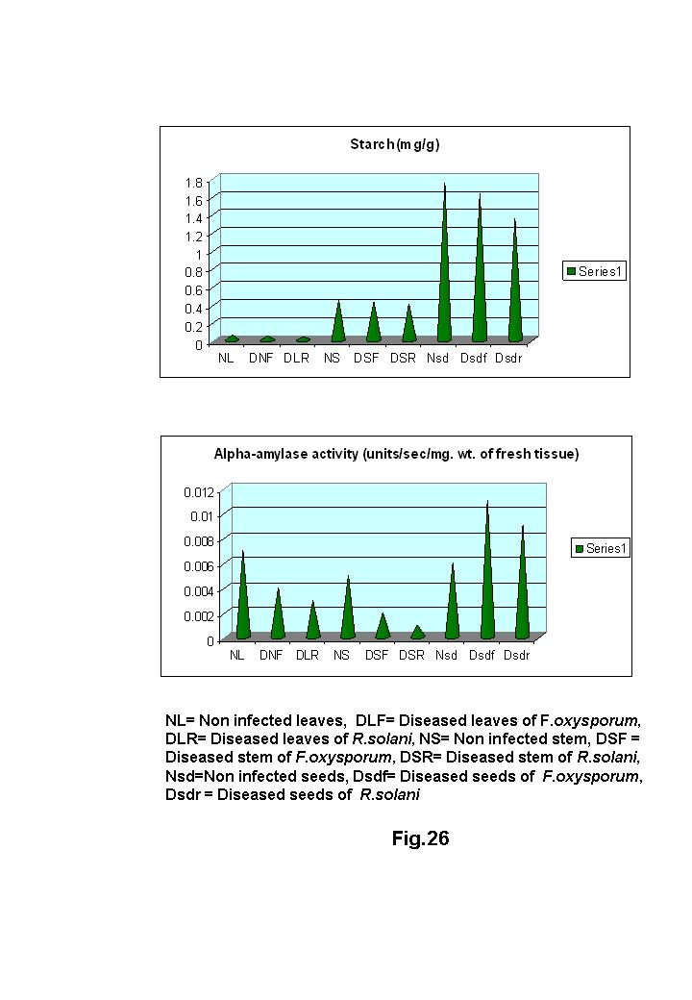 Starch(mg/g)
1.8
1.6
1.4
1.2
1
0.8
0.6
0.4
0.2
0
NL DNF DLR NS DSF DSR Nsd Dsdf Dsdr
Series1
Alpha-amylase activity (units/sec/mg. wt. of fresh tissue)
0.012
0.01
0.008
0.006
0.004
0.002
0
NL DNF DLR NS DSF DSR Nsd Dsdf Dsdr
Series1
NL= Non infected leaves, DLF= Diseased leaves of F.oxysporum,
DLR= Diseased leaves of R.solani, NS= Non infected stem, DSF =
Diseased stem of F.oxysporum, DSR= Diseased stem of R.solani,
Nsd=Non infected seeds, Dsdf= Diseased seeds of F.oxysporum,
Dsdr = Diseased seeds of R.solani
Fig.26